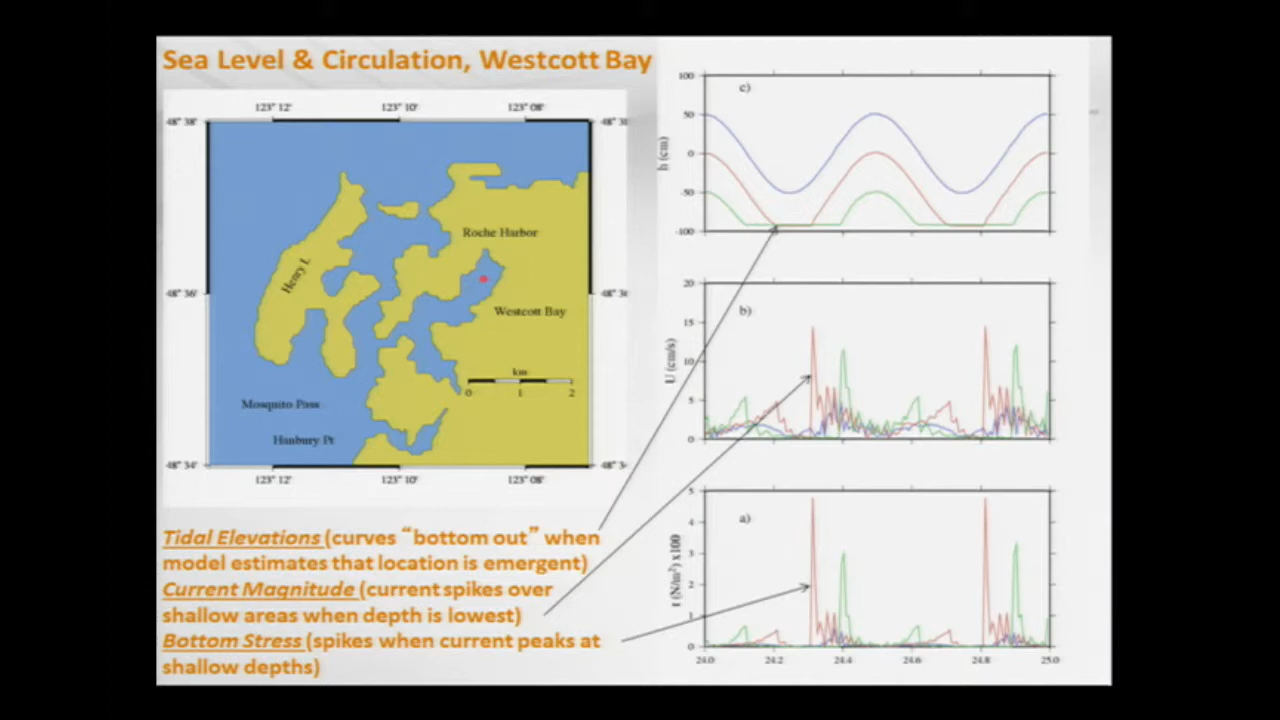 Sea Level & Circulation, Westcott Bay
123° 12'
123° 10'
123° 08'
48° 38'
48° 36'
48° 34'
Roche Harbor
Henry I.
Westcott Bay
km
0 1 2
Mosquito Pass
Hanbury Pt
123° 12'
123° 10'
123° 08'
Tidal Elevations (curves “bottom out” when
model estimates that location is emergent)
Current Magnitude (current spikes over
shallow areas when depth is lowest)
Bottom Stress (spikes when current peaks at
shallow depths)
c)
h (cm)
100
50
0
-50
-100
b)
U (cm/s)
20
15
10
5
0
a)
τ (N/m²) x100
5
4
3
2
1
0
24.0 24.2 24.4 24.6 24.8 25.0